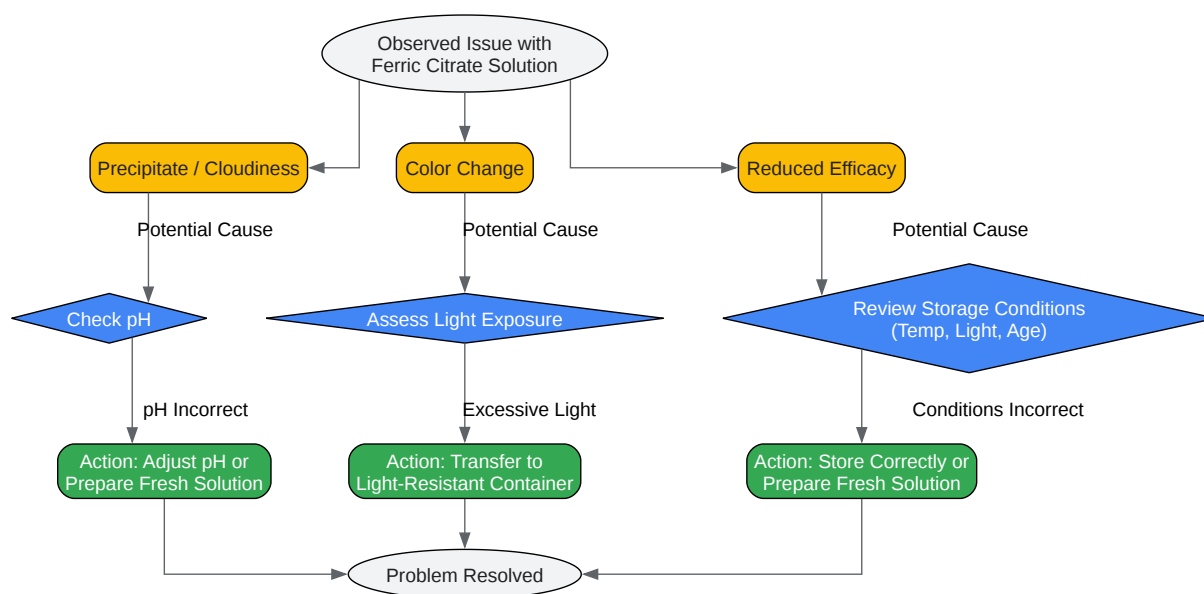 Observed Issue with
Ferric Citrate Solution
Precipitate / Cloudiness
Color Change
Reduced Efficacy
Potential Cause
Potential Cause
Potential Cause
Check pH
Assess Light Exposure
Review Storage Conditions
(Temp, Light, Age)
pH Incorrect
Excessive Light
Conditions Incorrect
Action: Adjust pH or
Prepare Fresh Solution
Action: Transfer to
Light-Resistant Container
Action: Store Correctly or
Prepare Fresh Solution
Problem Resolved